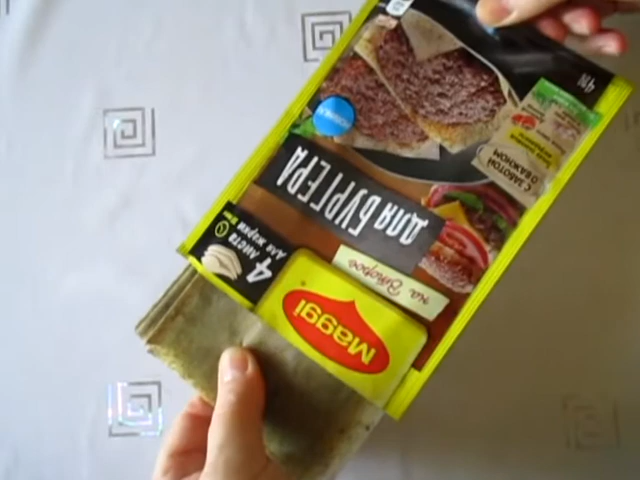 Maggi
на Второе
ДЛЯ БУРГЕРА
4 листа
для жарки
С ЗАБОТОЙ
О ВАЖНОМ